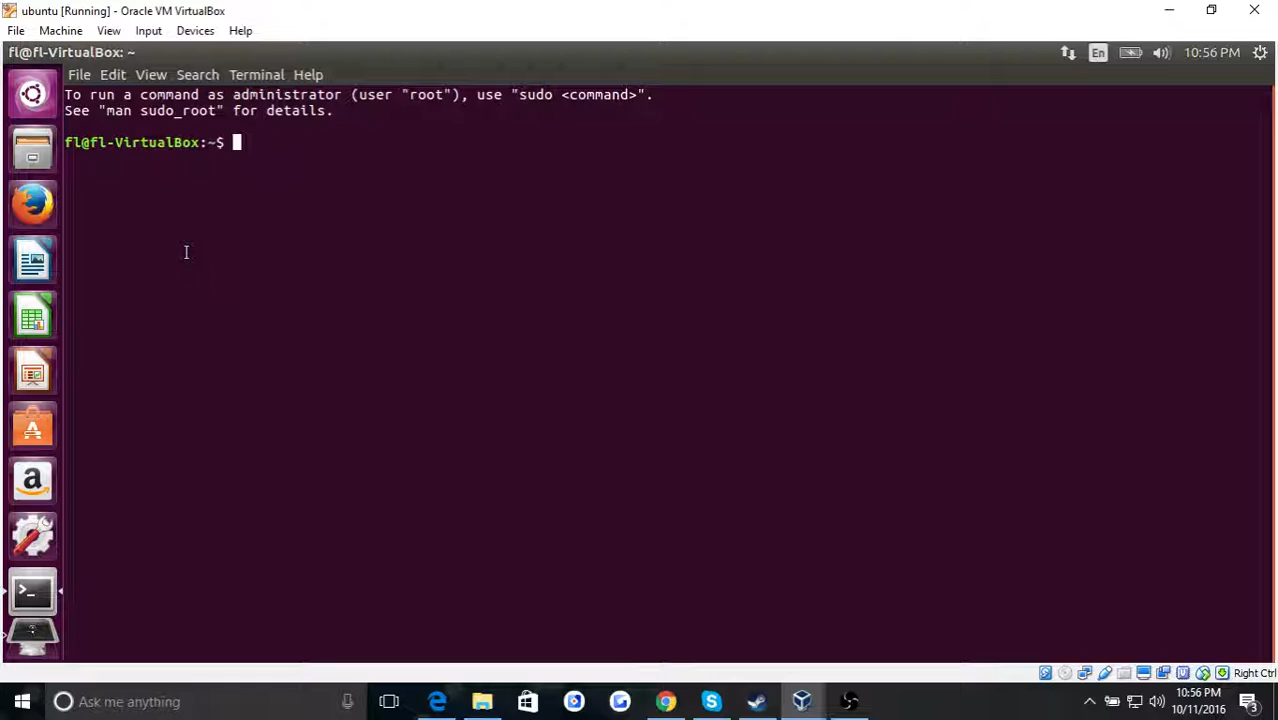 ubuntu [Running] - Oracle VM VirtualBox
File Machine View Input Devices Help
fl@fl-VirtualBox: ~
En
10:56 PM
File Edit View Search Terminal Help
To run a command as administrator (user "root"), use "sudo <command>".
See "man sudo_root" for details.
fl@fl-VirtualBox:~$
Right Ctrl
Ask me anything
10:56 PM
10/11/2016
3